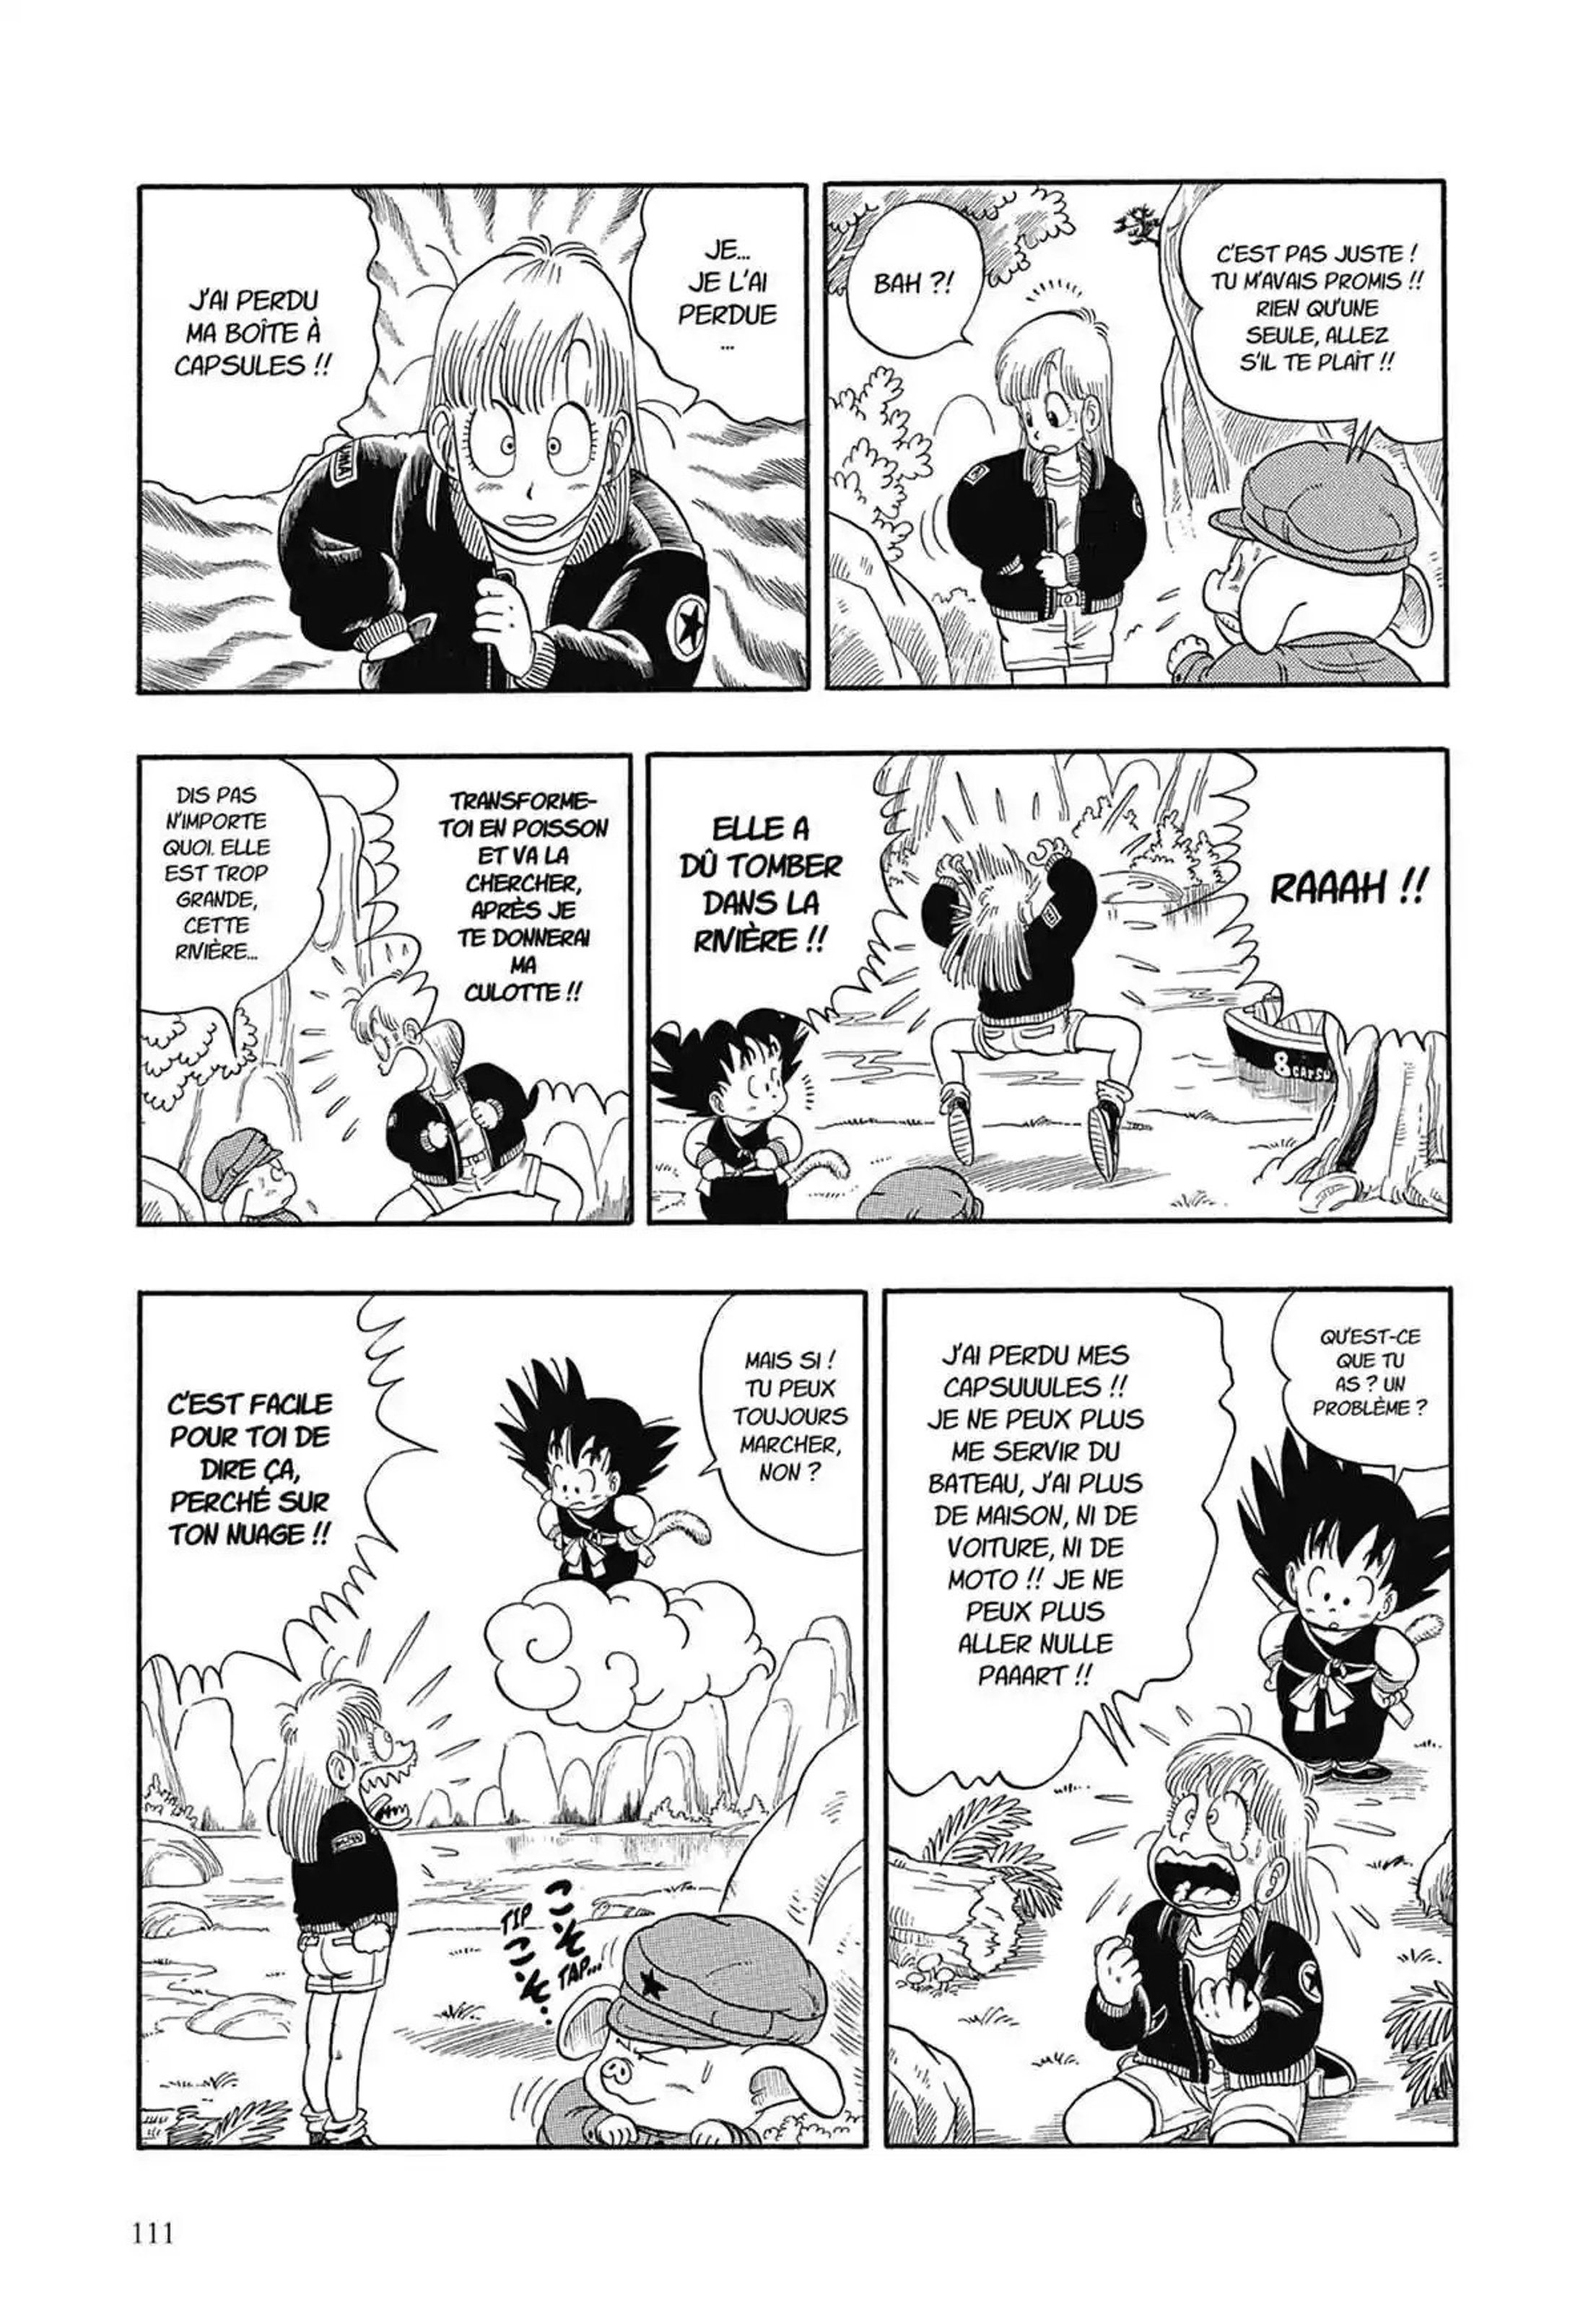 C'EST PAS JUSTE !
TU M'AVAIS PROMIS !!
RIEN QU'UNE
SEULE, ALLEZ
S'IL TE PLAÎT !!
BAH ?!
JE...
JE L'AI
PERDUE
...
J'AI PERDU
MA BOÎTE À
CAPSULES !!
RAAAH !!
ELLE A
DÛ TOMBER
DANS LA
RIVIÈRE !!
8 CAPSU
TRANSFORME-
TOI EN POISSON
ET VA LA
CHERCHER,
APRÈS JE
TE DONNERAI
MA
CULOTTE !!
DIS PAS
N'IMPORTE
QUOI. ELLE
EST TROP
GRANDE,
CETTE
RIVIÈRE...
QU'EST-CE
QUE TU
AS ? UN
PROBLÈME ?
J'AI PERDU MES
CAPSUUULES !!
JE NE PEUX PLUS
ME SERVIR DU
BATEAU, J'AI PLUS
DE MAISON, NI DE
VOITURE, NI DE
MOTO !! JE NE
PEUX PLUS
ALLER NULLE
PAAART !!
MAIS SI !
TU PEUX
TOUJOURS
MARCHER,
NON ?
C'EST FACILE
POUR TOI DE
DIRE ÇA,
PERCHÉ SUR
TON NUAGE !!
こそ
TIP
こそ
TAP...
111